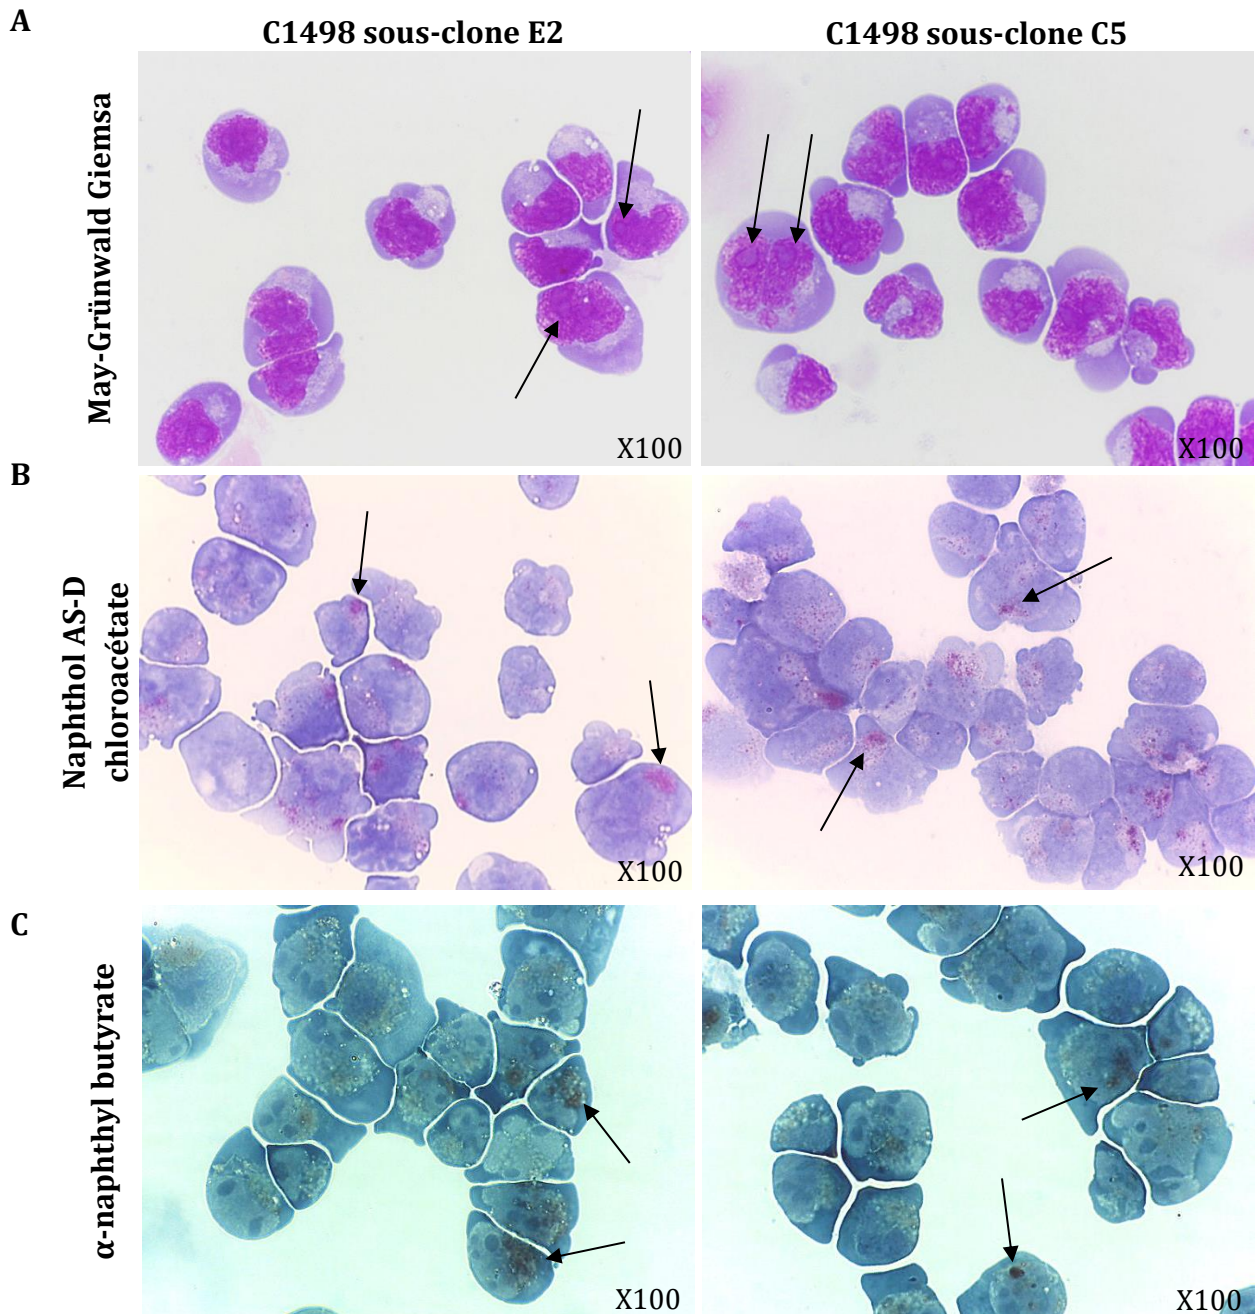 A
C1498 sous-clone E2
C1498 sous-clone C5
May-Grünwald Giemsa
X100
X100
B
Naphthol AS-D
chloroacétate
X100
X100
C
α-naphthyl butyrate
X100
X100